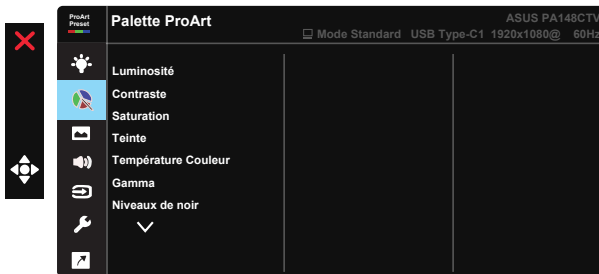 ProArt
Preset
Palette ProArt
ASUS PA148CTV
Mode Standard USB Type-C1 1920x1080@ 60Hz
Luminosité
Contraste
Saturation
Teinte
Température Couleur
Gamma
Niveaux de noir